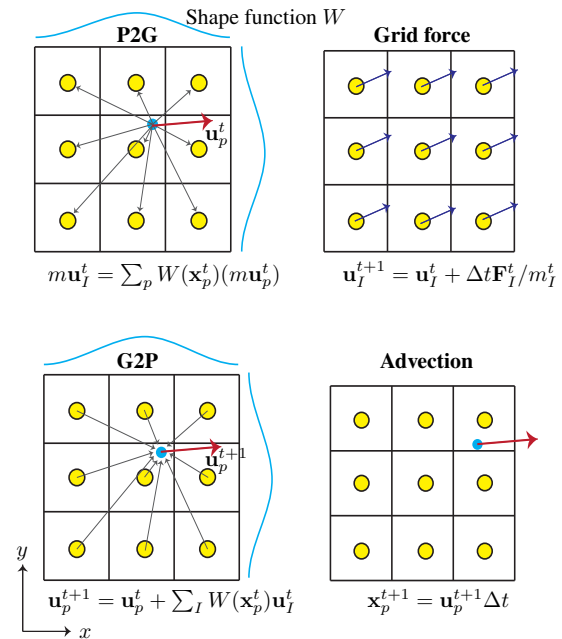 Shape function W
P2G
Grid force
𝐮ₚᵗ
m𝐮_I^t = ∑_p W(𝐱_p^t)(m𝐮_p^t)
𝐮_I^{t+1} = 𝐮_I^t + Δt𝐅_I^t/m_I^t
G2P
Advection
𝐮_p^{t+1}
y
x
𝐮_p^{t+1} = 𝐮_p^t + ∑_I W(𝐱_p^t)𝐮_I^t
𝐱_p^{t+1} = 𝐮_p^{t+1}Δt